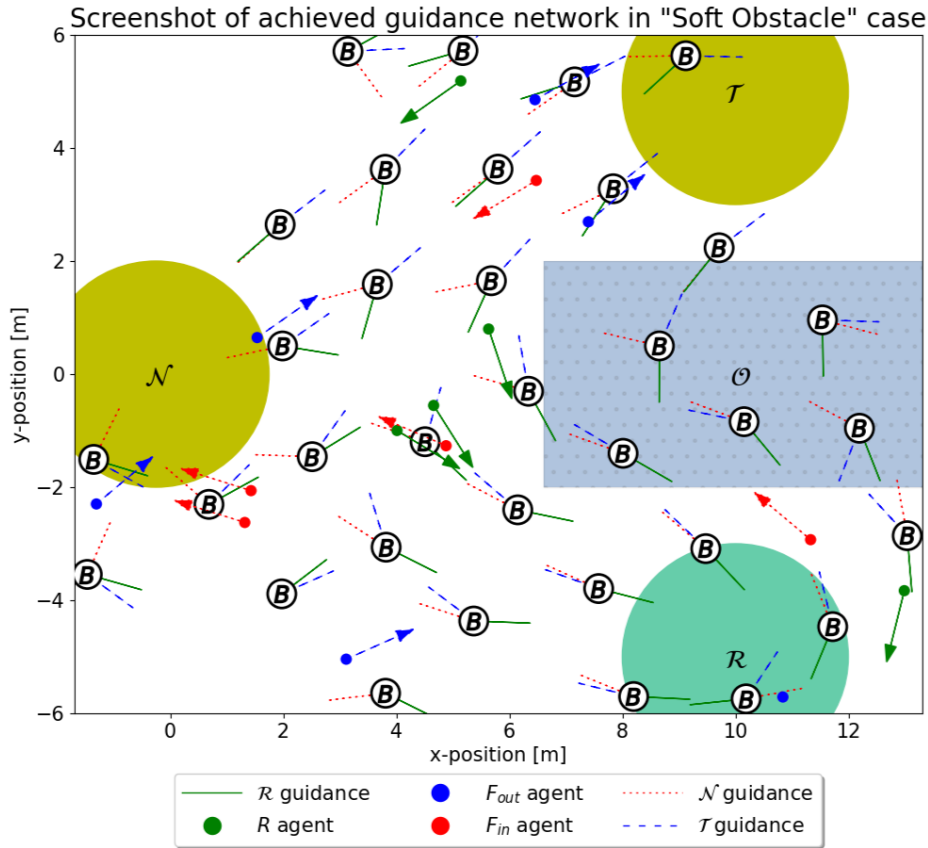 Screenshot of achieved guidance network in "Soft Obstacle" case
6
B B B
B 𝒯
4
B B
B
B
B
2
B B
B
B B
0
𝒩 𝒪
B
B B B
B B B
−2
B B
B B B
B B B
−4
B B
ℛ
B B B
−6
y-position [m]
0 2 4 6 8 10 12
x-position [m]
ℛ guidance
R agent
F_out agent
F_in agent
𝒩 guidance
𝒯 guidance